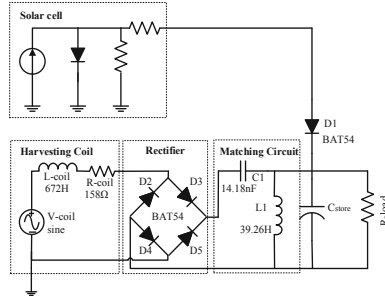 Solar cell
D1
BAT54
Harvesting Coil
Rectifier
Matching Circuit
L-coil
672H
R-coil
158Ω
D2
D3
C1
14.18nF
V-coil
sine
BAT54
L1
39.26H
Cstore
R-load
D4
D5